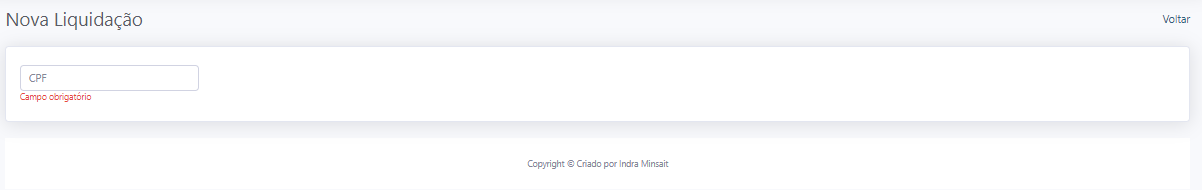 Nova Liquidação
Voltar
CPF
Campo obrigatório
Copyright © Criado por Indra Minsait